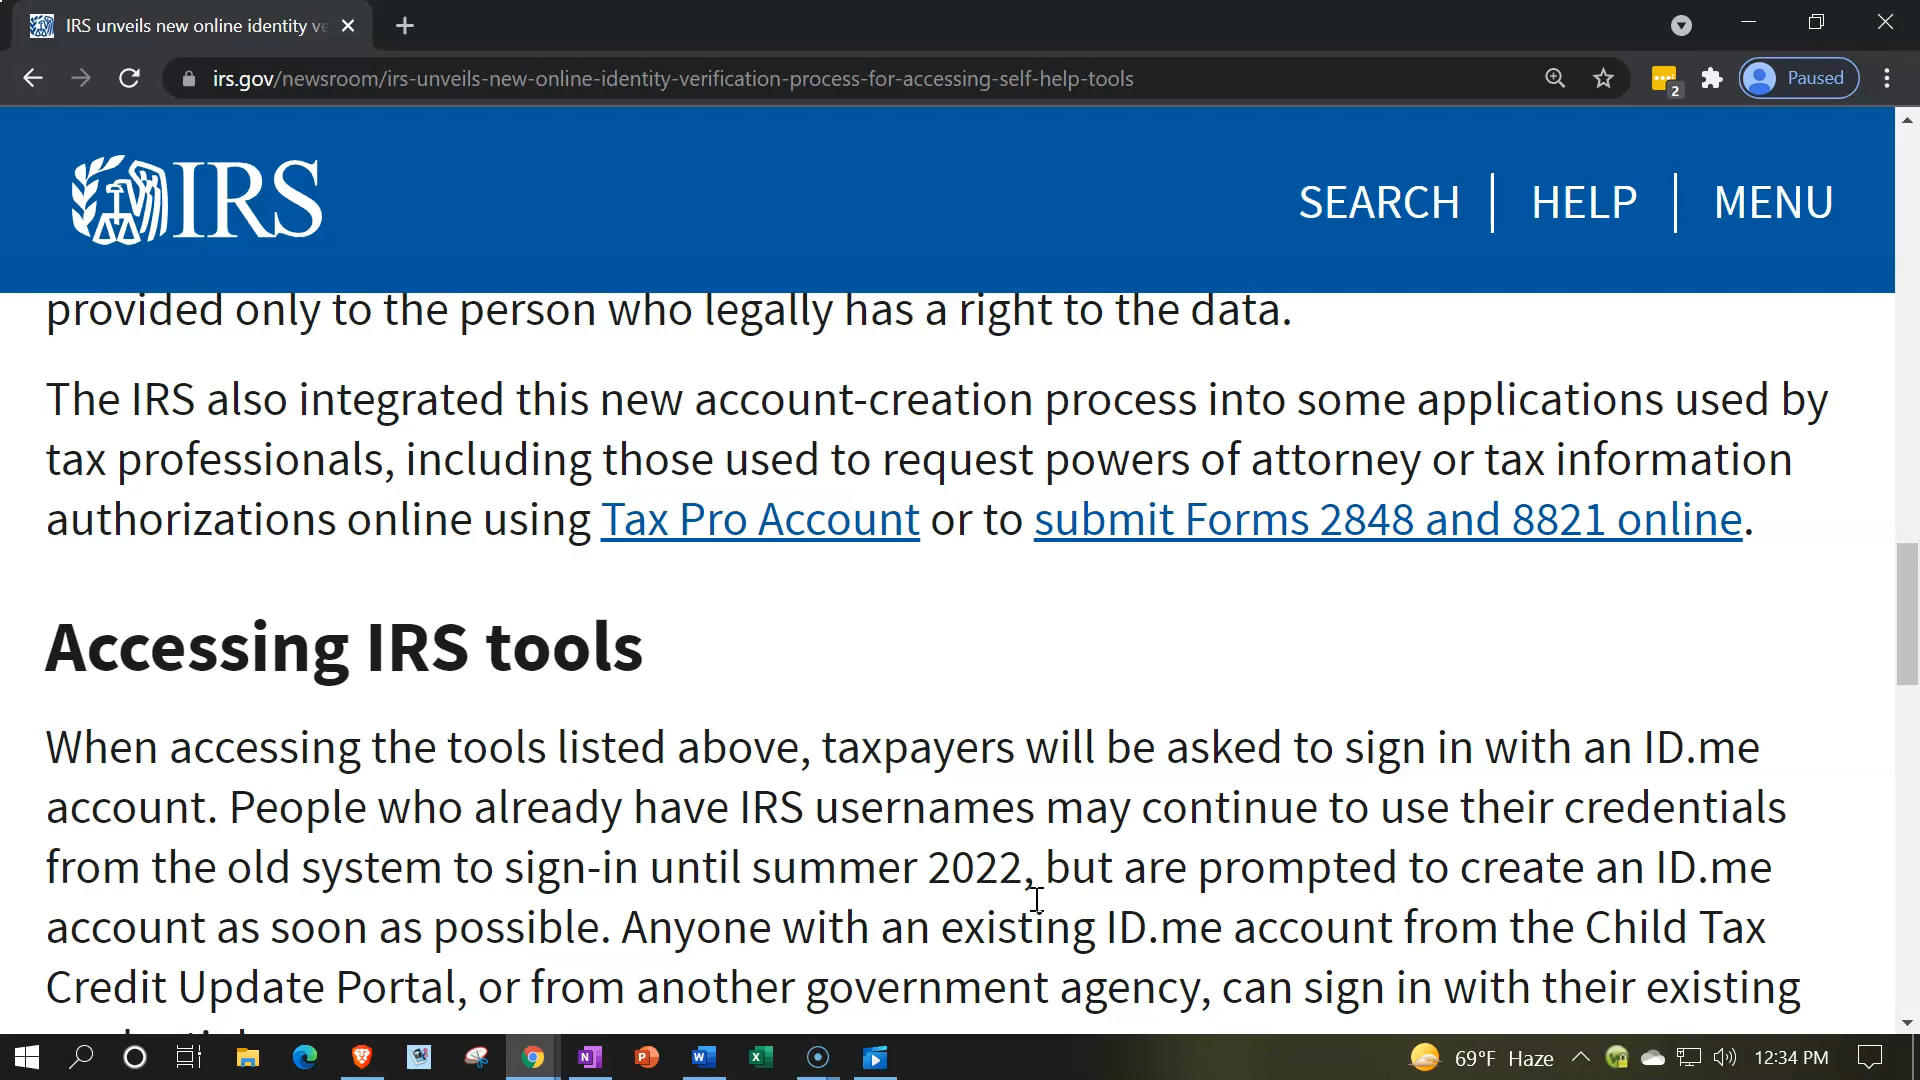 IRS unveils new online identity ve
irs.gov/newsroom/irs-unveils-new-online-identity-verification-process-for-accessing-self-help-tools
2
Paused
IRS
SEARCH | HELP | MENU
provided only to the person who legally has a right to the data.
The IRS also integrated this new account-creation process into some applications used by
tax professionals, including those used to request powers of attorney or tax information
authorizations online using Tax Pro Account or to submit Forms 2848 and 8821 online.
Accessing IRS tools
When accessing the tools listed above, taxpayers will be asked to sign in with an ID.me
account. People who already have IRS usernames may continue to use their credentials
from the old system to sign-in until summer 2022, but are prompted to create an ID.me
account as soon as possible. Anyone with an existing ID.me account from the Child Tax
Credit Update Portal, or from another government agency, can sign in with their existing
69°F Haze
12:34 PM